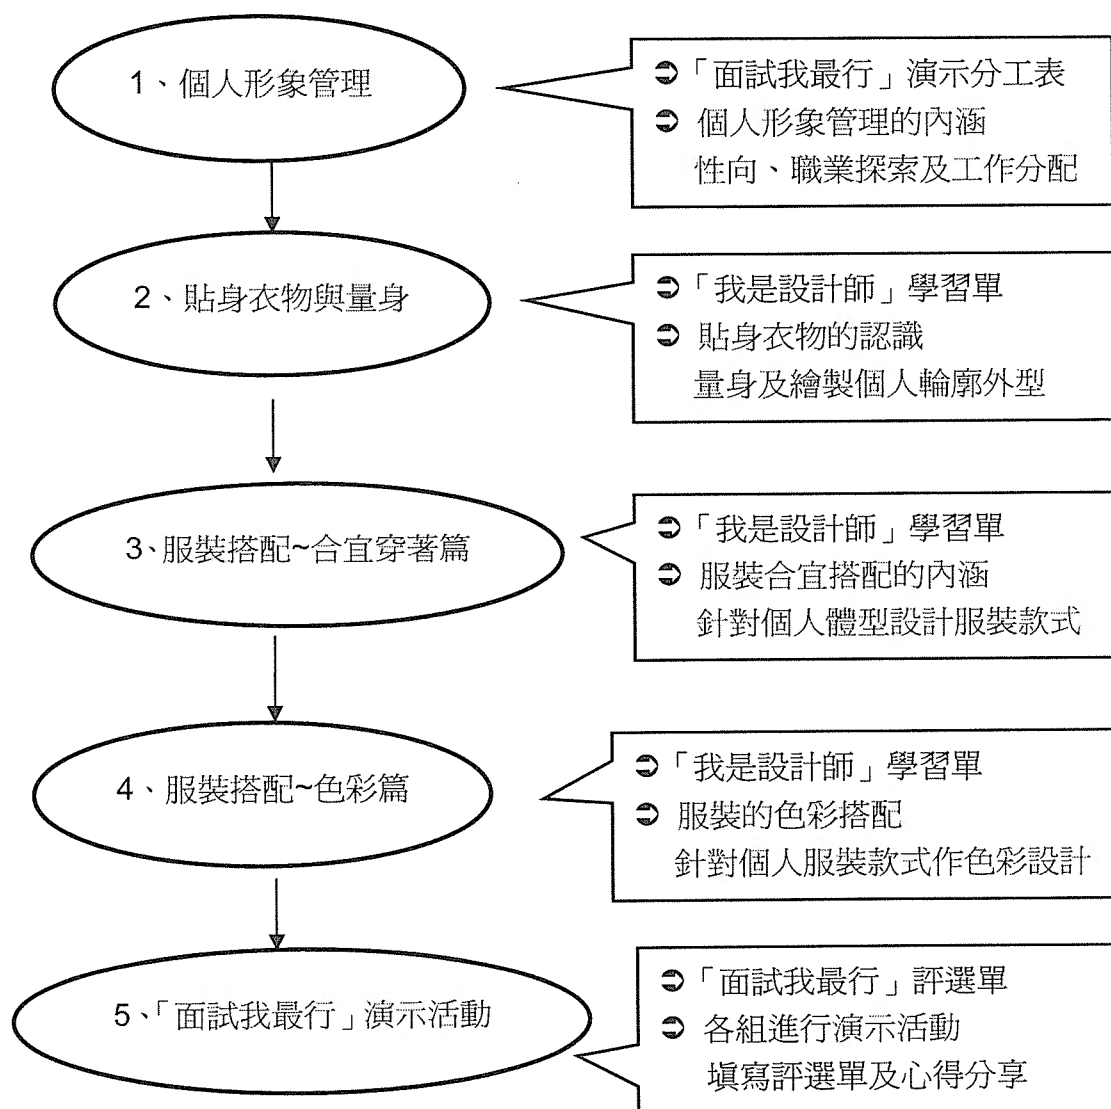 1、個人形象管理
➲「面試我最行」演示分工表
➲ 個人形象管理的內涵
性向、職業探索及工作分配
2、貼身衣物與量身
➲「我是設計師」學習單
➲ 貼身衣物的認識
量身及繪製個人輪廓外型
3、服裝搭配~合宜穿著篇
➲「我是設計師」學習單
➲ 服裝合宜搭配的內涵
針對個人體型設計服裝款式
4、服裝搭配~色彩篇
➲「我是設計師」學習單
➲ 服裝的色彩搭配
針對個人服裝款式作色彩設計
5、「面試我最行」演示活動
➲「面試我最行」評選單
➲ 各組進行演示活動
填寫評選單及心得分享